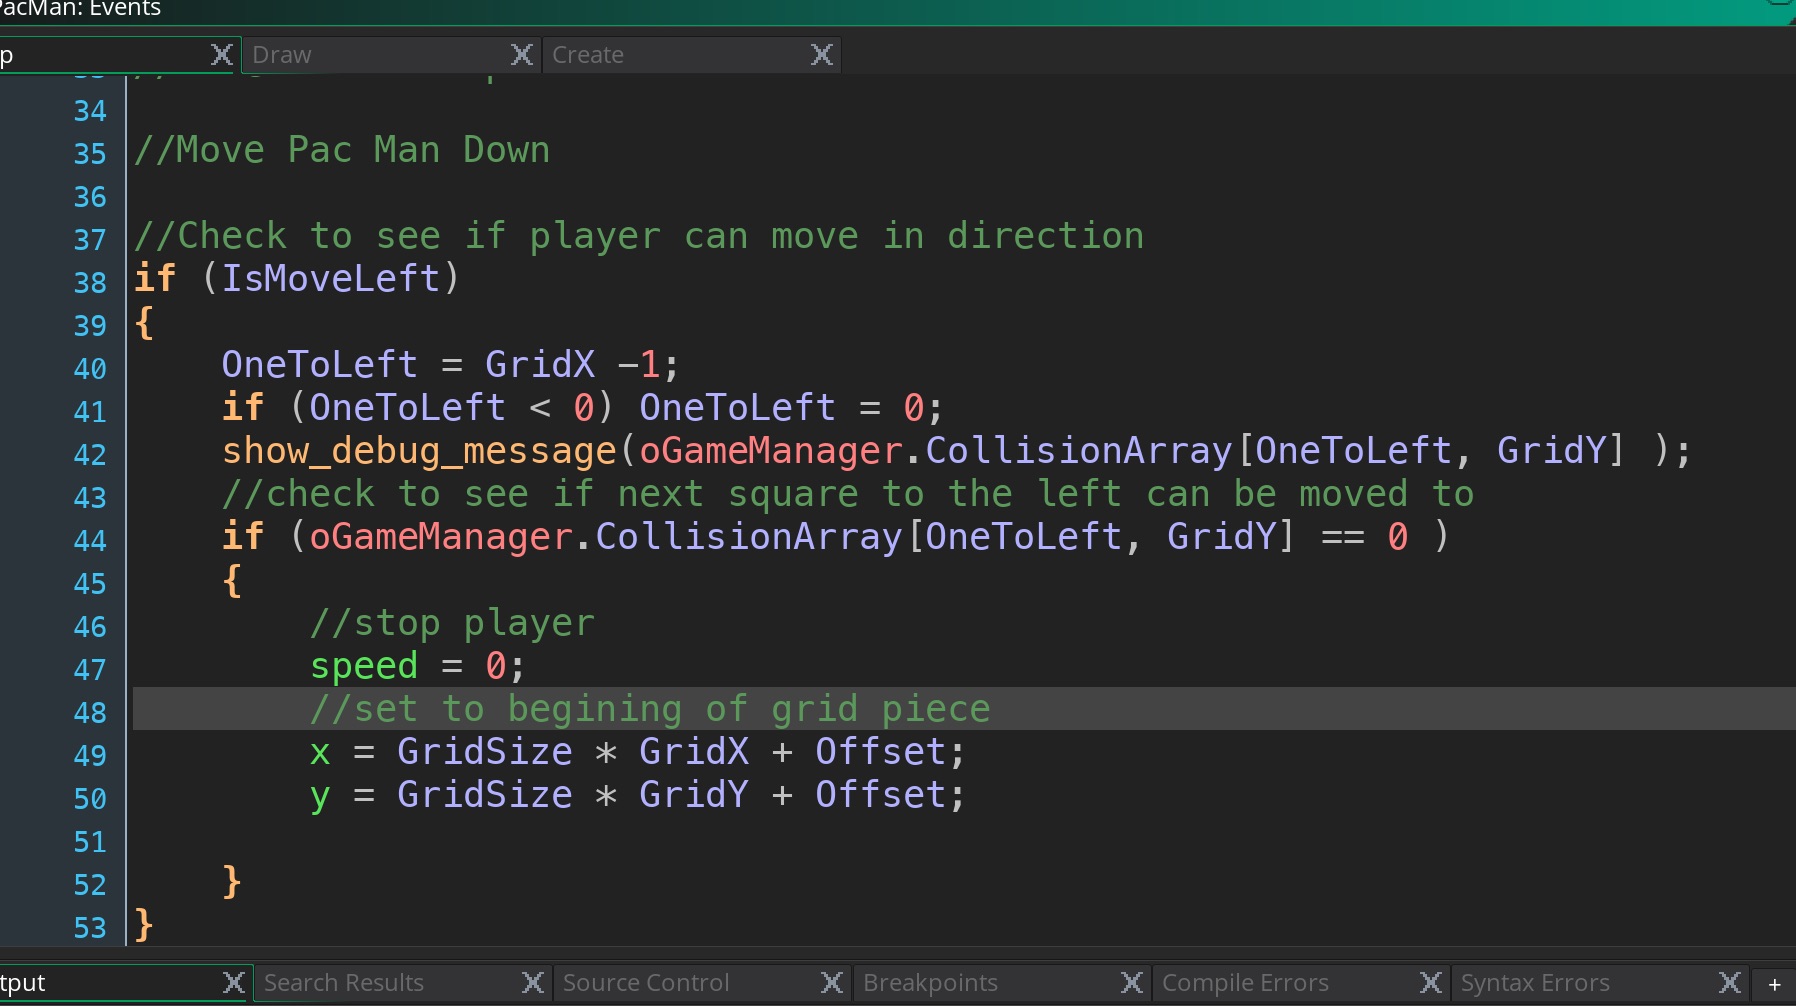 PacMan: Events
p Draw Create
34
35 //Move Pac Man Down
36
37 //Check to see if player can move in direction
38 if (IsMoveLeft)
39 {
40 OneToLeft = GridX -1;
41 if (OneToLeft < 0) OneToLeft = 0;
42 show_debug_message(oGameManager.CollisionArray[OneToLeft, GridY] );
43 //check to see if next square to the left can be moved to
44 if (oGameManager.CollisionArray[OneToLeft, GridY] == 0 )
45 {
46 //stop player
47 speed = 0;
48 //set to begining of grid piece
49 x = GridSize * GridX + Offset;
50 y = GridSize * GridY + Offset;
51
52 }
53 }
tput Search Results Source Control Breakpoints Compile Errors Syntax Errors +